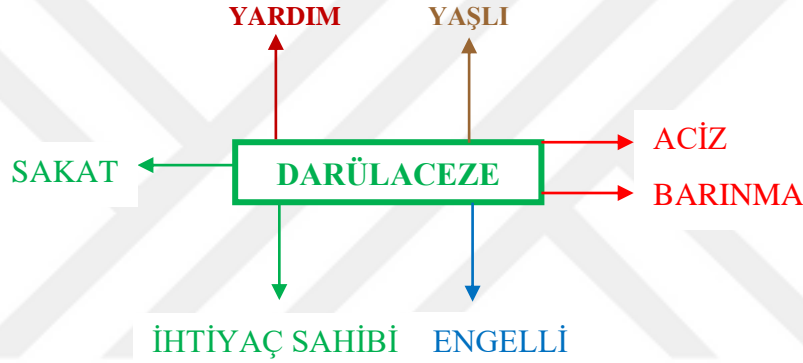 YARDIM YAŞLI
ACİZ
SAKAT DARÜLACEZE
BARINMA
İHTİYAÇ SAHİBİ ENGELLİ